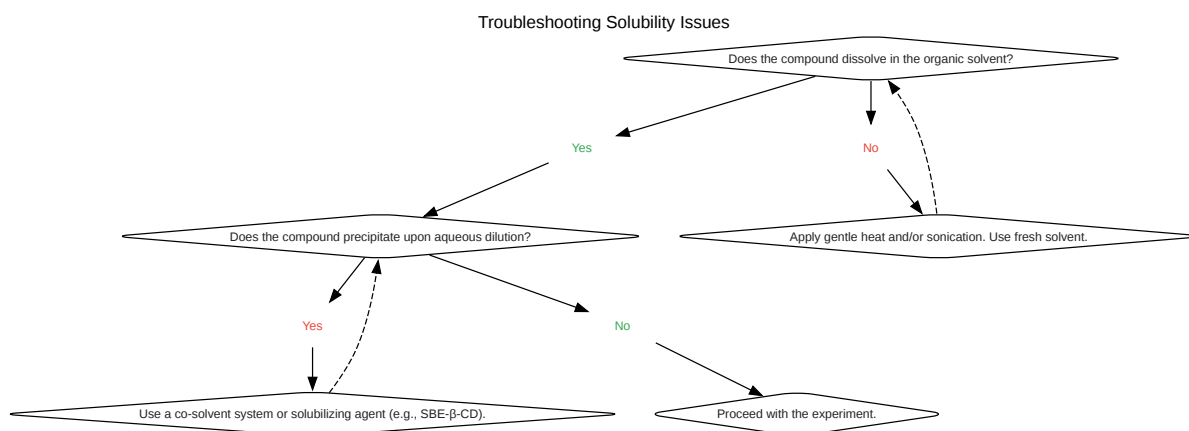 Troubleshooting Solubility Issues
Does the compound dissolve in the organic solvent?
Yes
No
Does the compound precipitate upon aqueous dilution?
Apply gentle heat and/or sonication. Use fresh solvent.
Yes
No
Use a co-solvent system or solubilizing agent (e.g., SBE-β-CD).
Proceed with the experiment.